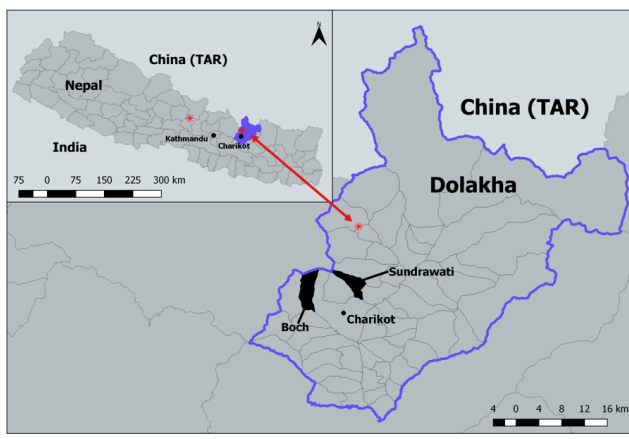 N
China (TAR)
Nepal
Kathmandu
Charikot
India
75 0 75 150 225 300 km
China (TAR)
Dolakha
Sundrawati
Boch
Charikot
4 0 4 8 12 16 km